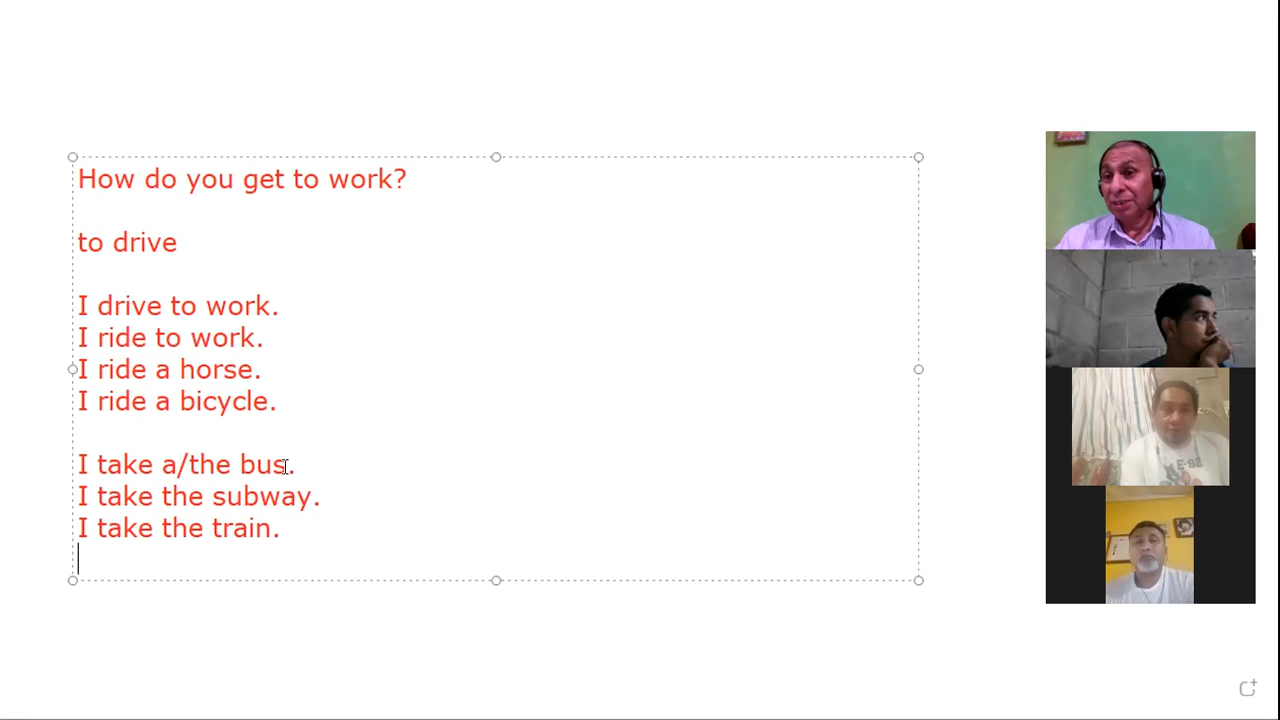 How do you get to work?
to drive
I drive to work.
I ride to work.
I ride a horse.
I ride a bicycle.
I take a/the bus.
I take the subway.
I take the train.
E-92